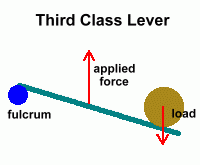 Third Class Lever
applied
force
load
fulcrum